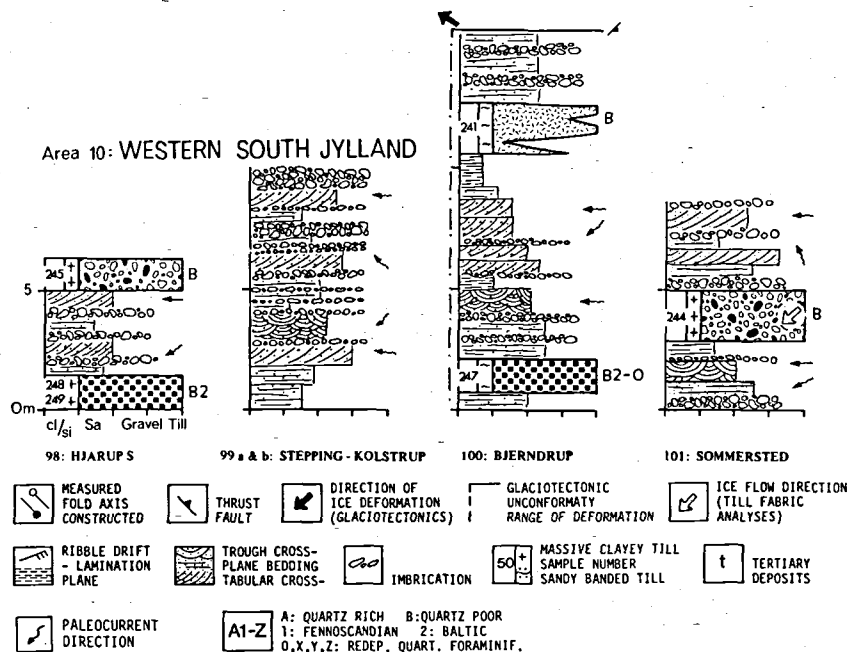 Area 10: WESTERN SOUTH JYLLAND
241
B
245
B
5
244
B
248
249
B2
247
B2-O
Om
cl/si Sa Gravel Till
98: HJARUP S
99 a & b: STEPPING - KOLSTRUP
100: BJERNDRUP
101: SOMMERSTED
MEASURED
FOLD AXIS
CONSTRUCTED
THRUST
FAULT
DIRECTION OF
ICE DEFORMATION
(GLACIOTECTONICS)
GLACIOTECTONIC
UNCONFORMATY
RANGE OF DEFORMATION
ICE FLOW DIRECTION
(TILL FABRIC
ANALYSES)
RIBBLE DRIFT
- LAMINATION
PLANE
TROUGH CROSS-
PLANE BEDDING
TABULAR CROSS-
IMBRICATION
50
MASSIVE CLAYEY TILL
SAMPLE NUMBER
SANDY BANDED TILL
t
TERTIARY
DEPOSITS
PALEOCURRENT
DIRECTION
A1-Z
A: QUARTZ RICH B:QUARTZ POOR
1: FENNOSCANDIAN 2: BALTIC
O,X,Y,Z: REDEP. QUART. FORAMINIF.